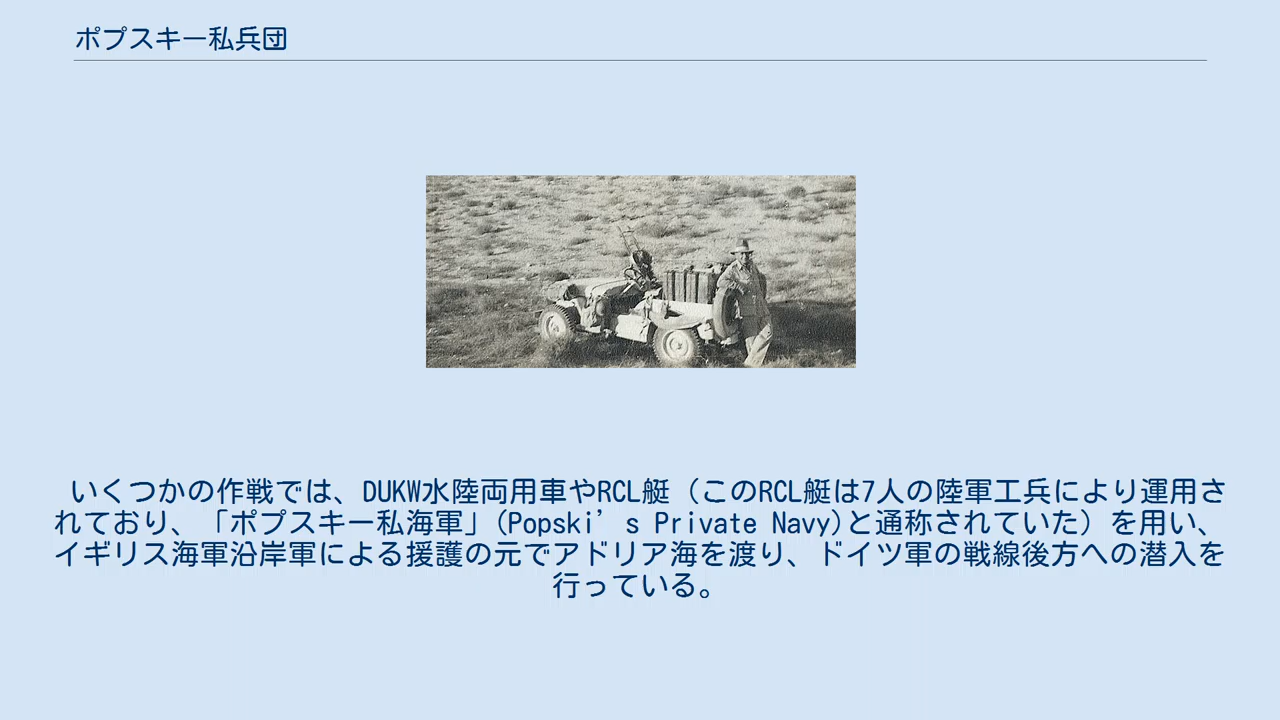 ポプスキー私兵団
いくつかの作戦では、DUKW水陸両用車やRCL艇（このRCL艇は7人の陸軍工兵により運用さ
れており、「ポプスキー私海軍」(Popski’s Private Navy)と通称されていた）を用い、
イギリス海軍沿岸軍による援護の元でアドリア海を渡り、ドイツ軍の戦線後方への潜入を
行っている。